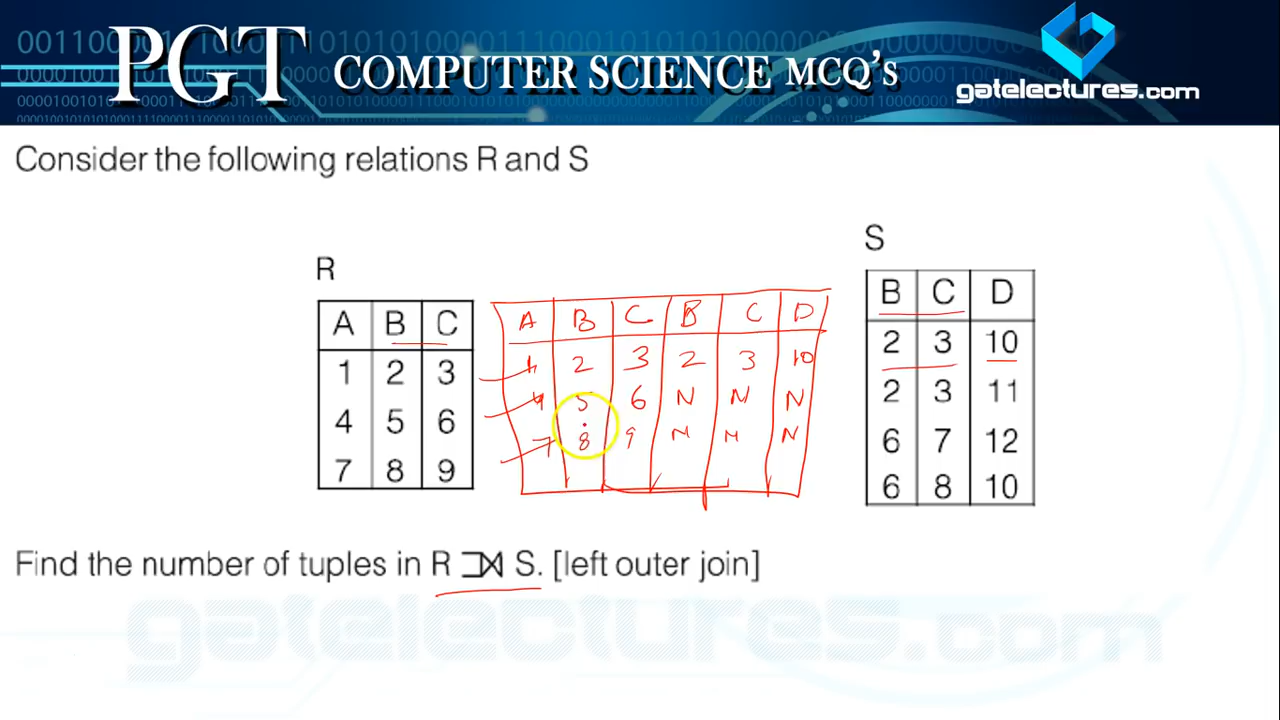 PGT COMPUTER SCIENCE MCQ's
gatelectures.com
Consider the following relations R and S
R
A B C
1 2 3
4 5 6
7 8 9
A B C B C D
1 2 3 2 3 10
4 5 6 N N N
7 8 9 N N N
S
B C D
2 3 10
2 3 11
6 7 12
6 8 10
Find the number of tuples in R ⟕ S. [left outer join]
gatelectures.com